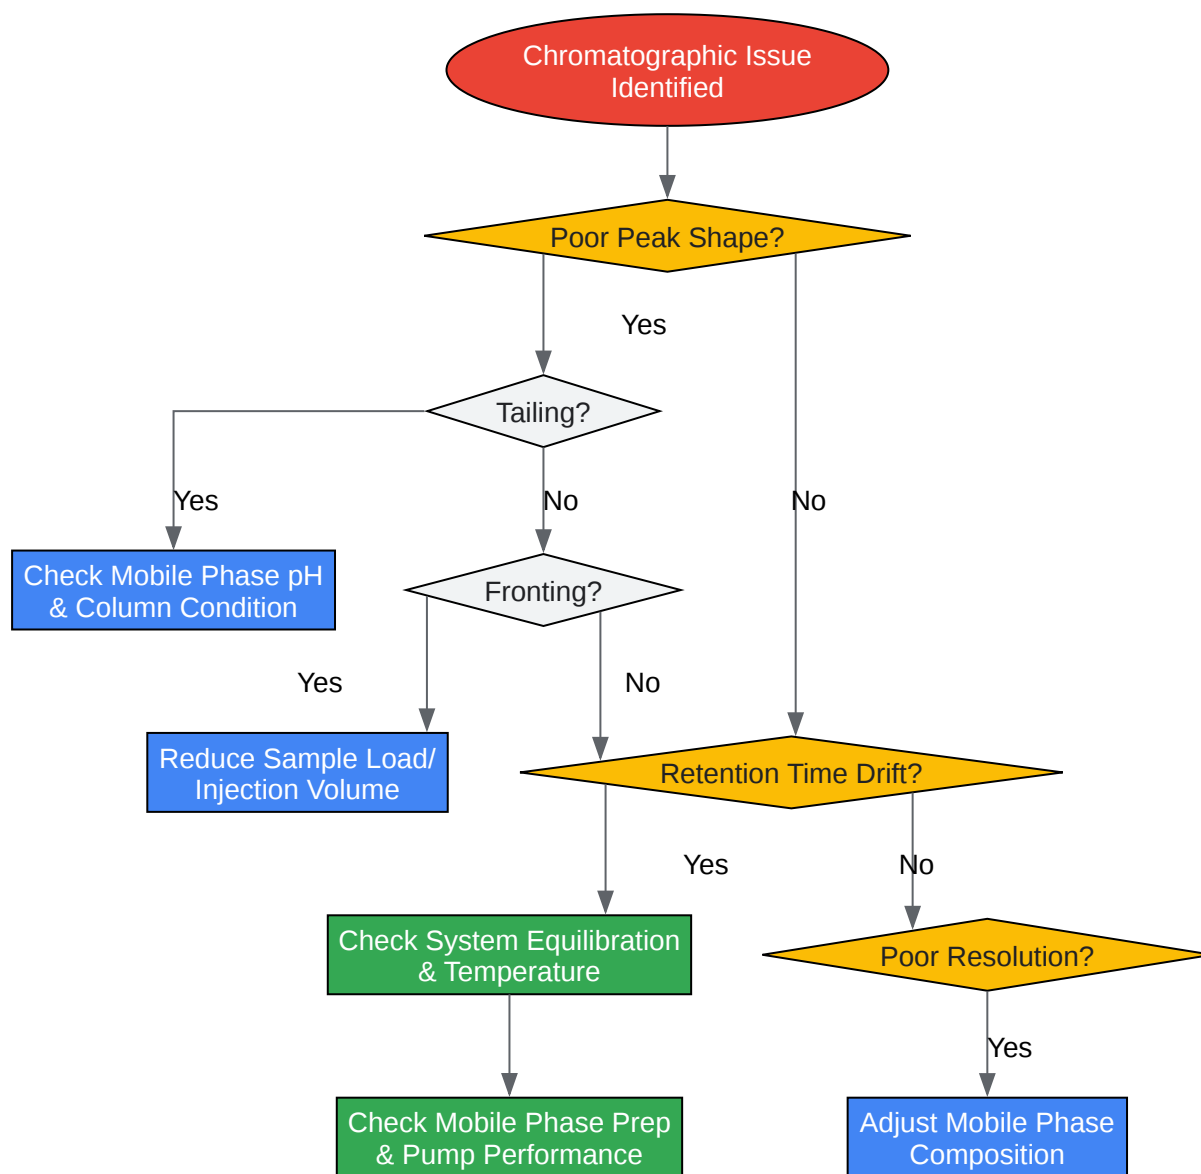 Chromatographic Issue
Identified
Poor Peak Shape?
Yes
Tailing?
Yes
No
No
Check Mobile Phase pH
& Column Condition
Fronting?
Yes
No
Reduce Sample Load/
Injection Volume
Retention Time Drift?
Yes
No
Check System Equilibration
& Temperature
Poor Resolution?
Yes
Check Mobile Phase Prep
& Pump Performance
Adjust Mobile Phase
Composition